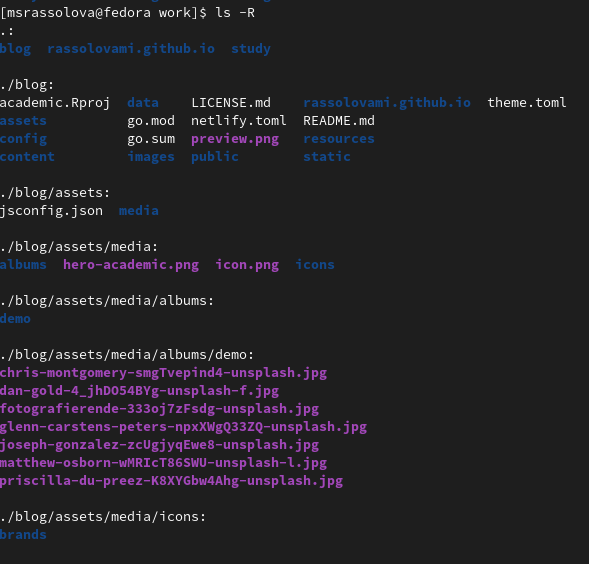 [msrassolova@fedora work]$ ls -R
.:
blog  rassolovami.github.io  study
./blog:
academic.Rproj  data  LICENSE.md  rassolovami.github.io  theme.toml
assets  go.mod  netlify.toml  README.md
config  go.sum  preview.png  resources
content  images  public  static
./blog/assets:
jsconfig.json  media
./blog/assets/media:
albums  hero-academic.png  icon.png  icons
./blog/assets/media/albums:
demo
./blog/assets/media/albums/demo:
chris-montgomery-smgTvepind4-unsplash.jpg
dan-gold-4_jhDO54BYg-unsplash-f.jpg
fotografierende-333oj7zFsdg-unsplash.jpg
glenn-carstens-peters-npxXWgQ33ZQ-unsplash.jpg
joseph-gonzalez-zcUgjyqEwe8-unsplash.jpg
matthew-osborn-wMRIcT86SWU-unsplash-l.jpg
priscilla-du-preez-K8XYGbw4Ahg-unsplash.jpg
./blog/assets/media/icons:
brands